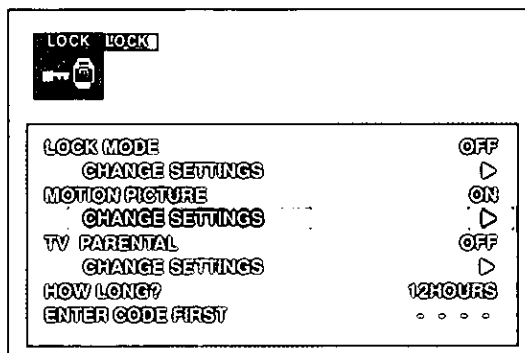 LOCK LOCK
LOCK MODE OFF
CHANGE SETTINGS ▷
MOTION PICTURE ON
CHANGE SETTINGS ▷
TV PARENTAL OFF
CHANGE SETTINGS ▷
HOW LONG? 12HOURS
ENTER CODE FIRST